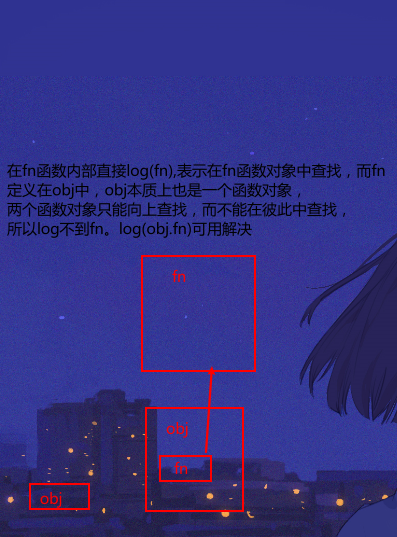 在fn函数内部直接log(fn),表示在fn函数对象中查找，而fn
定义在obj中，obj本质上也是一个函数对象，
两个函数对象只能向上查找，而不能在彼此中查找，
所以log不到fn。log(obj.fn)可用解决
fn
obj
fn
obj